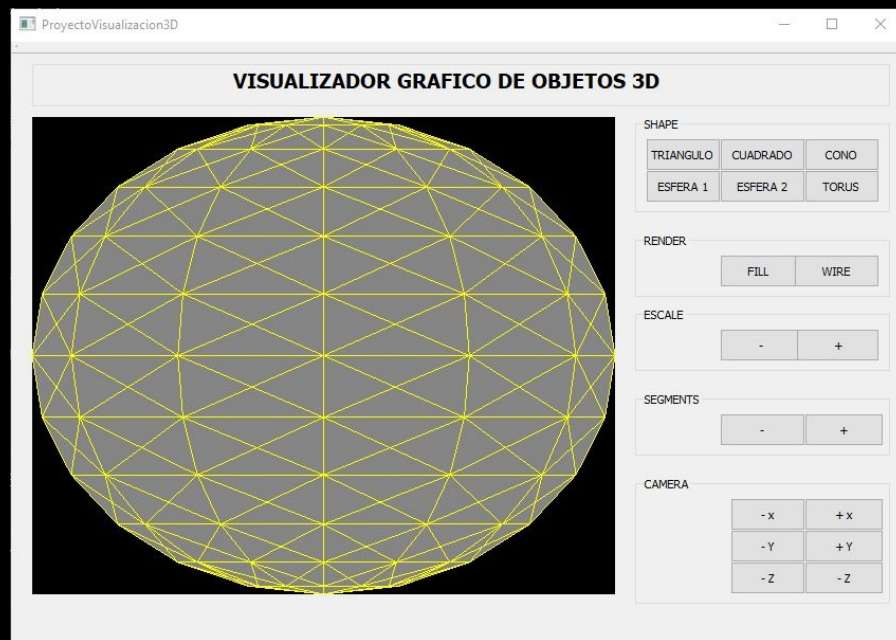 ProyectoVisualizacion3D
VISUALIZADOR GRAFICO DE OBJETOS 3D
SHAPE
TRIANGULO CUADRADO CONO
ESFERA 1 ESFERA 2 TORUS
RENDER
FILL WIRE
ESCALE
- +
SEGMENTS
- +
CAMERA
- x + x
- Y + Y
- Z - Z